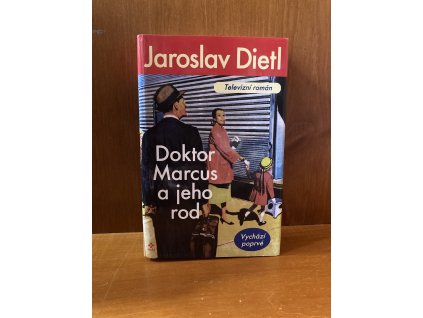 Jaroslav Dietl
Televizní román
Doktor
Marcus
a jeho
rod
Vychází
poprvé